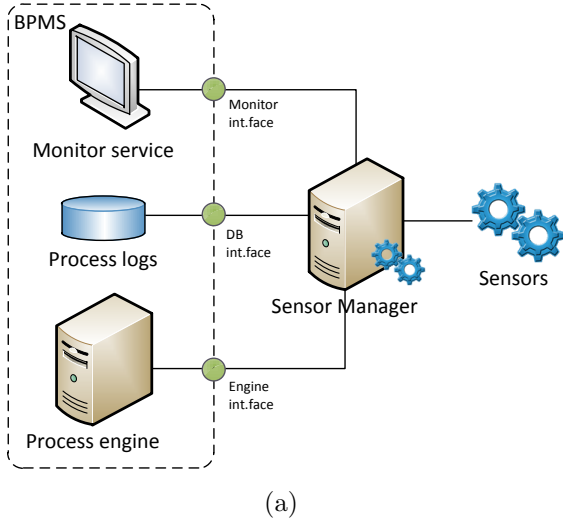 BPMS
Monitor
int.face
Monitor service
DB
int.face
Process logs
Sensor Manager
Sensors
Engine
int.face
Process engine
(a)